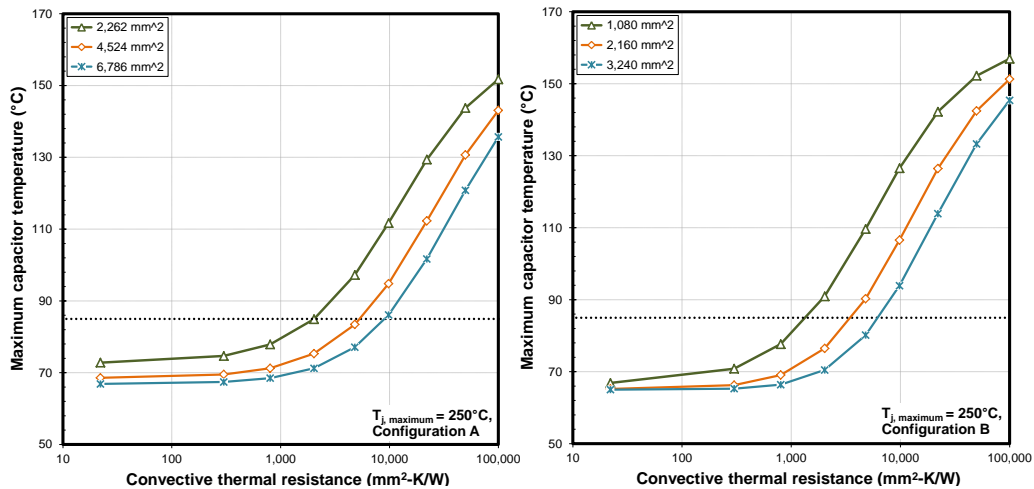 170
150
130
110
90
70
50
Maximum capacitor temperature (°C)
2,262 mm^2
4,524 mm^2
6,786 mm^2
T j, maximum = 250°C,
Configuration A
10
100
1,000
10,000
100,000
Convective thermal resistance (mm²-K/W)
170
150
130
110
90
70
50
Maximum capacitor temperature (°C)
1,080 mm^2
2,160 mm^2
3,240 mm^2
T j, maximum = 250°C,
Configuration B
10
100
1,000
10,000
100,000
Convective thermal resistance (mm²-K/W)